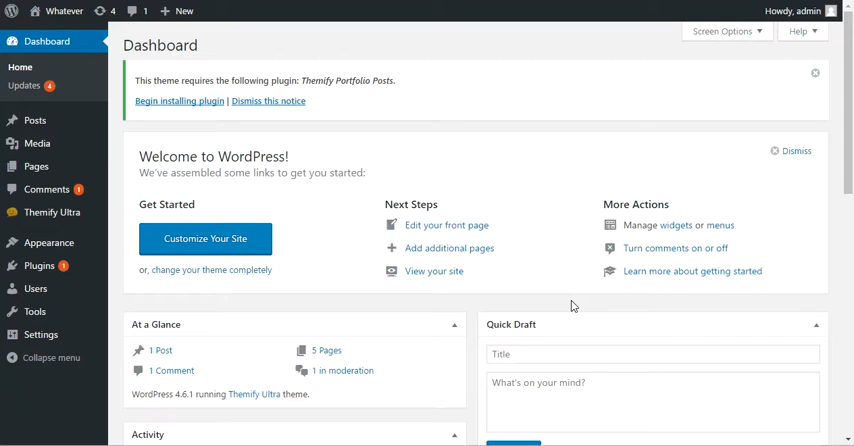 Whatever
4
1
New
Howdy, admin
Dashboard
Home
Updates 4
Posts
Media
Pages
Comments 1
Themify Ultra
Appearance
Plugins 1
Users
Tools
Settings
Collapse menu
Screen Options
Help
Dashboard
This theme requires the following plugin: Themify Portfolio Posts.
Begin installing plugin | Dismiss this notice
Welcome to WordPress!
We've assembled some links to get you started:
Dismiss
Get Started
Customize Your Site
or, change your theme completely
Next Steps
Edit your front page
Add additional pages
View your site
More Actions
Manage widgets or menus
Turn comments on or off
Learn more about getting started
At a Glance
1 Post
5 Pages
1 Comment
1 in moderation
WordPress 4.6.1 running Themify Ultra theme.
Activity
Quick Draft
Title
What's on your mind?